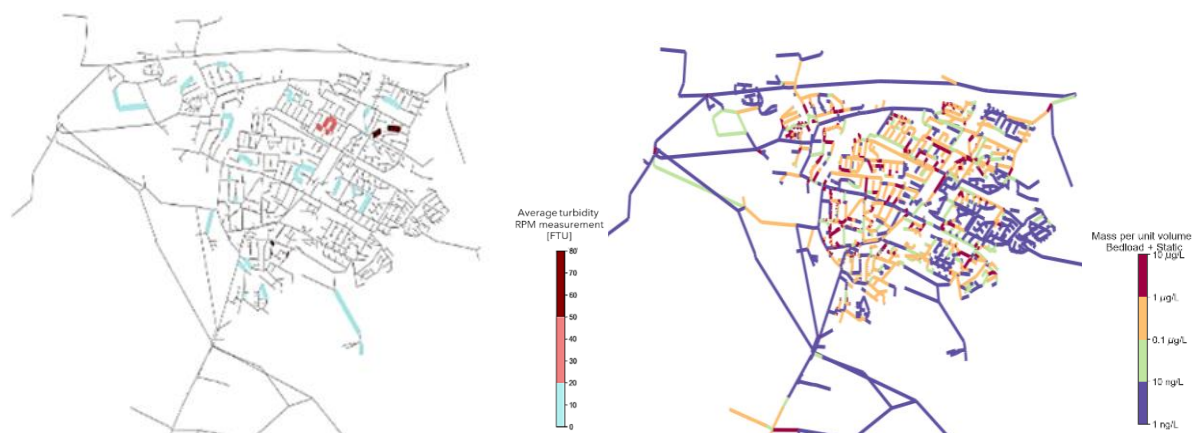 Average turbidity
RPM measurement
[FTU]
80
60
50
40
30
20
10
0
Mass per unit volume
Bedload + Static
10 µg/L
1 µg/L
0.1 µg/L
10 ng/L
1 ng/L